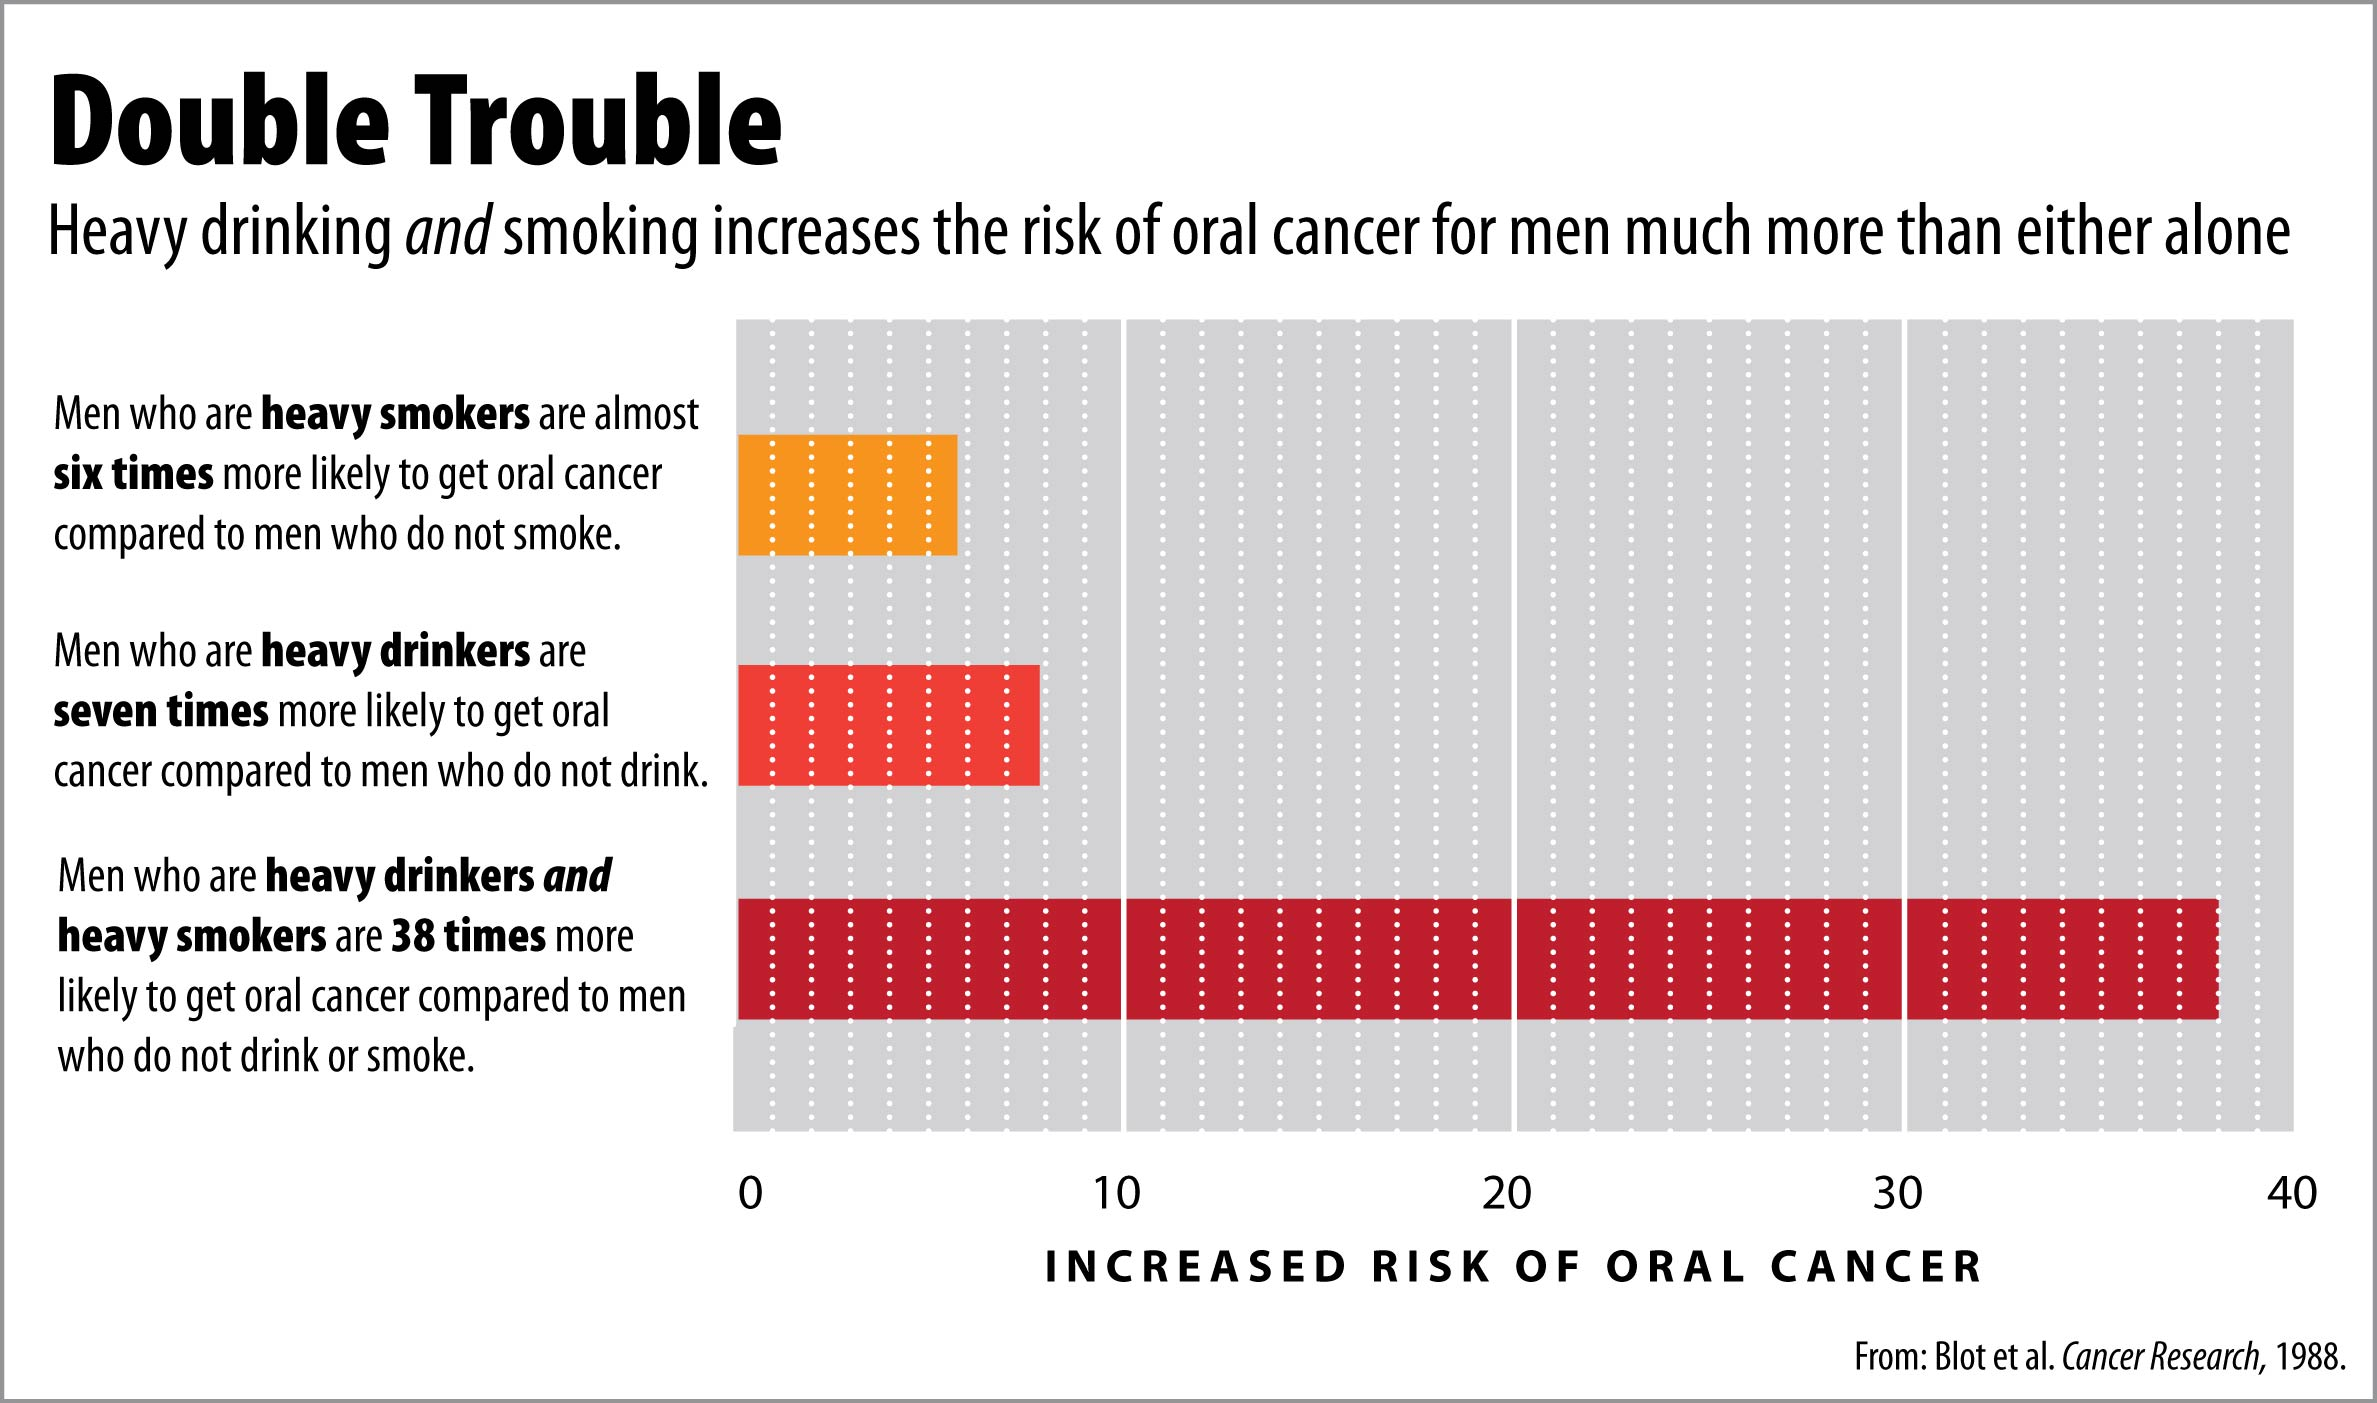 Double Trouble
Heavy drinking and smoking increases the risk of oral cancer for men much more than either alone
Men who are heavy smokers are almost
six times more likely to get oral cancer
compared to men who do not smoke.
Men who are heavy drinkers are
seven times more likely to get oral
cancer compared to men who do not drink.
Men who are heavy drinkers and
heavy smokers are 38 times more
likely to get oral cancer compared to men
who do not drink or smoke.
0 10 20 30 40
INCREASED RISK OF ORAL CANCER
From: Blot et al. Cancer Research, 1988.